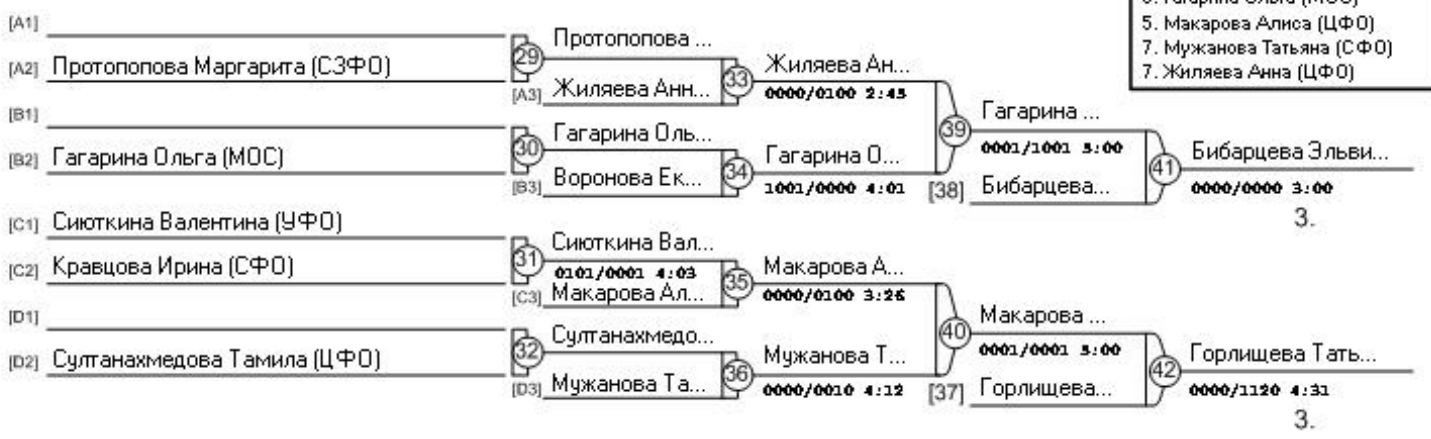 5. Макарова Алиса (ЦФО)
7. Мужанова Татьяна (СФО)
7. Жиляева Анна (ЦФО)
[A1]
[A2] Протопопова Маргарита (СЗФО)
29
Протопопова ...
[A3] Жиляева Анн...
33
Жиляева Ан...
0000/0100 2:45
[B1]
[B2] Гагарина Ольга (МОС)
30
Гагарина Оль...
[B3] Воронова Ек...
34
Гагарина О...
1001/0000 4:01
39
Гагарина ...
0001/1001 5:00
[38] Бибарцева...
41
Бибарцева Эльви...
0000/0000 3:00
3.
[C1] Сиюткина Валентина (УФО)
[C2] Кравцова Ирина (СФО)
31
Сиюткина Вал...
0101/0001 4:03
[C3] Макарова Ал...
35
Макарова А...
0000/0100 3:26
[D1]
[D2] Султанахмедова Тамила (ЦФО)
32
Султанахмедо...
[D3] Мужанова Та...
36
Мужанова Т...
0000/0010 4:12
40
Макарова ...
0001/0001 5:00
[37] Горлищева...
42
Горлищева Тать...
0000/1120 4:31
3.